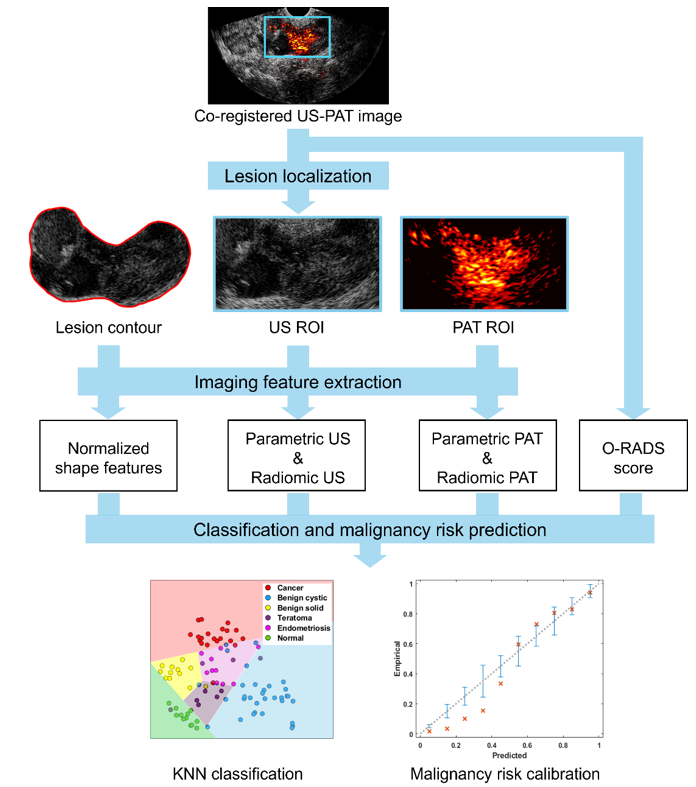 Co-registered US-PAT image
Lesion localization
Lesion contour
US ROI
PAT ROI
Imaging feature extraction
Normalized
shape features
Parametric US
&
Radiomic US
Parametric PAT
&
Radiomic PAT
O-RADS
score
Classification and malignancy risk prediction
Cancer
Benign cystic
Benign solid
Teratoma
Endometriosis
Normal
KNN classification
1
0.8
0.6
0.4
0.2
0
Empirical
0
0.2
0.4
0.6
0.8
1
Predicted
Malignancy risk calibration